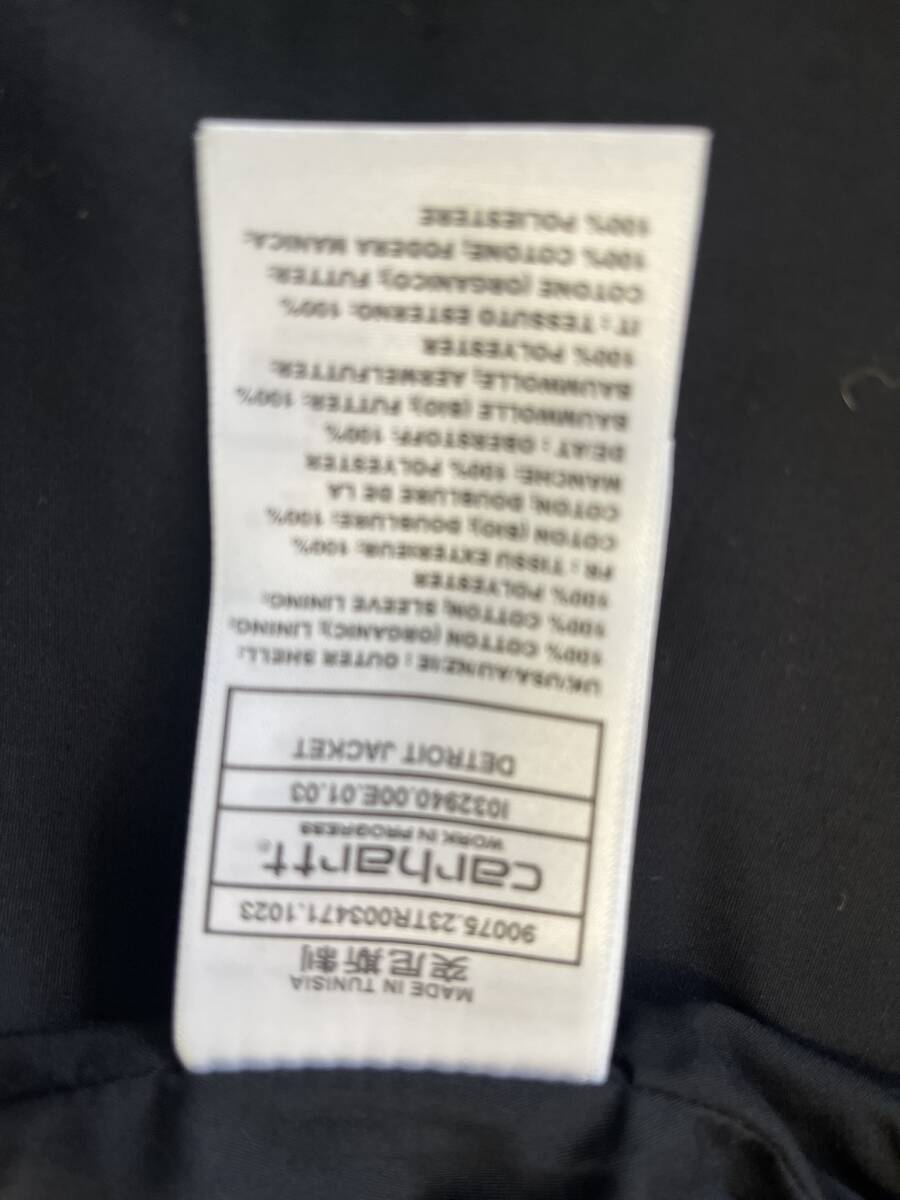 MADE IN TUNISIA
突尼斯制
90075.23TR003471.1023
carhartt®
WORK IN PROGRESS
I032940.00E.01.03
DETROIT JACKET
UK/USA/AU/NZ/IE : OUTER SHELL:
100% COTTON (ORGANIC), LINING:
100% COTTON, SLEEVE LINING:
100% POLYESTER
FR : TISSU EXTERIEUR: 100%
COTON (BIO), DOUBLURE: 100%
COTON, DOUBLURE DE LA
MANCHE: 100% POLYESTER
DE/AT : OBERSTOFF: 100%
BAUMWOLLE (BIO), FUTTER: 100%
BAUMWOLLE, AERMELFUTTER:
100% POLYESTER
IT : TESSUTO ESTERNO: 100%
COTONE (ORGANICO), FUTTER:
100% COTONE, FODERA MANICA:
100% POLIESTERE